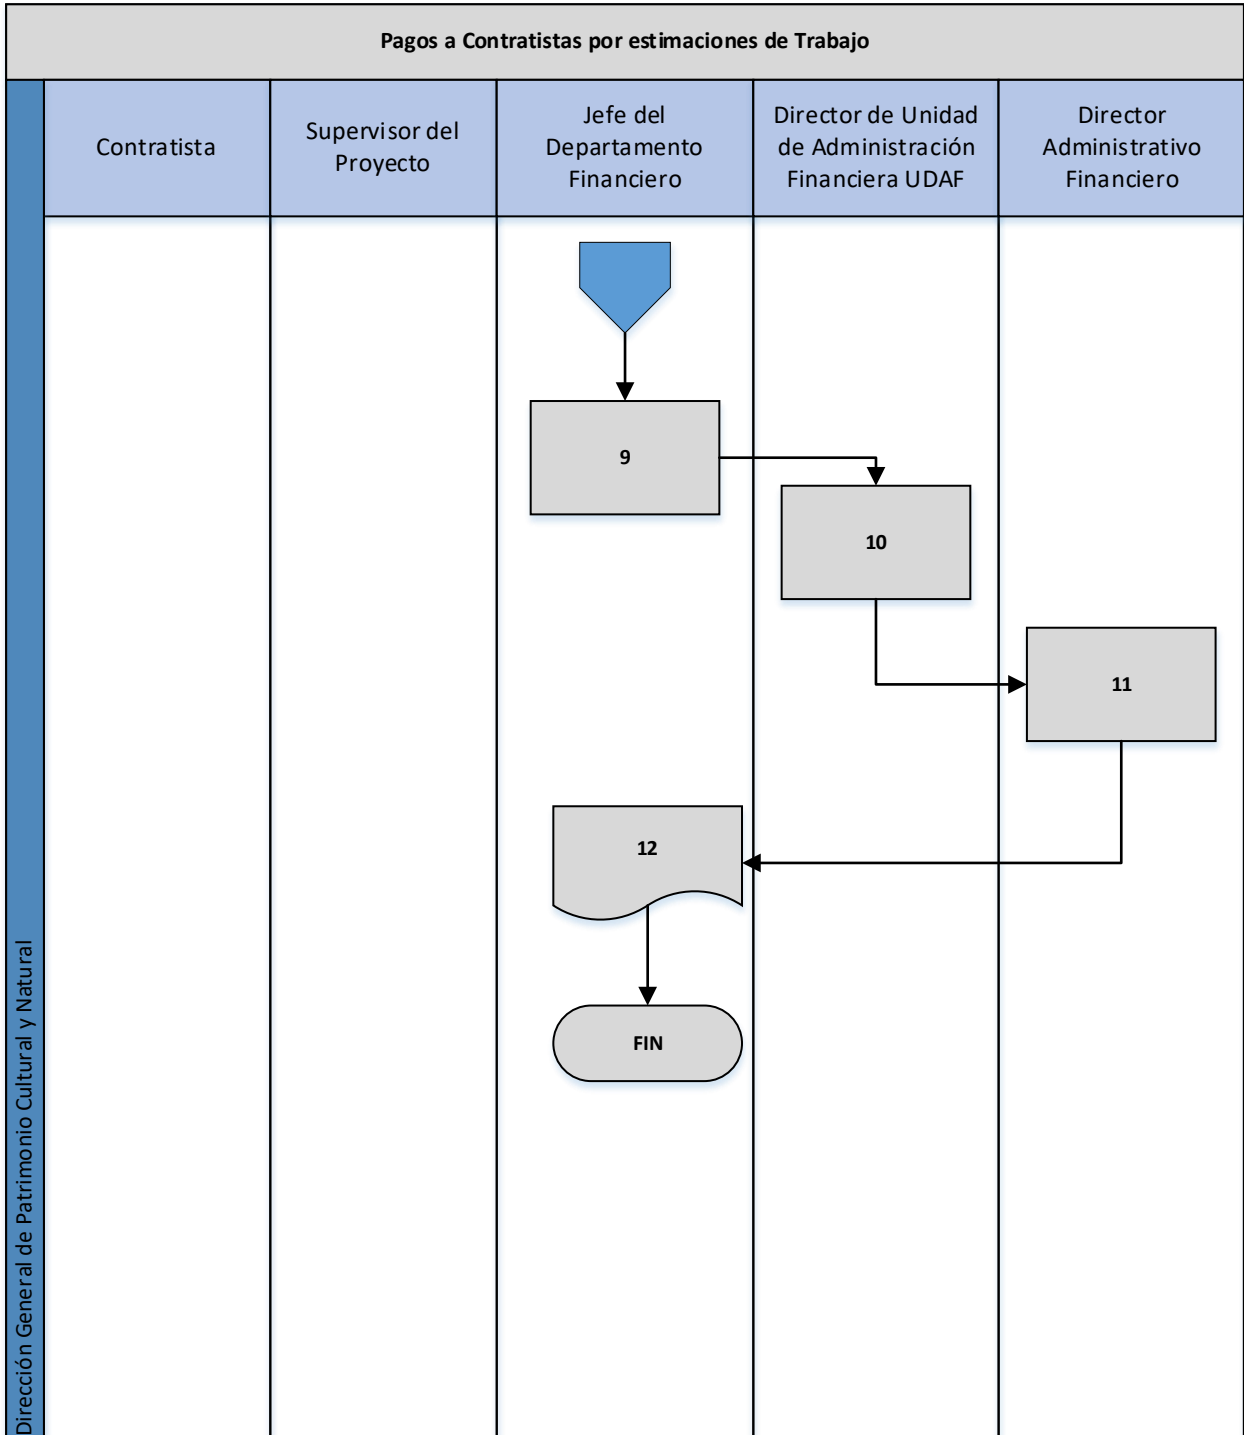 Pagos a Contratistas por estimaciones de Trabajo
Contratista
Supervisor del
Proyecto
Jefe del
Departamento
Financiero
Director de Unidad
de Administración
Financiera UDAF
Director
Administrativo
Financiero
9
10
11
12
FIN
Dirección General de Patrimonio Cultural y Natural